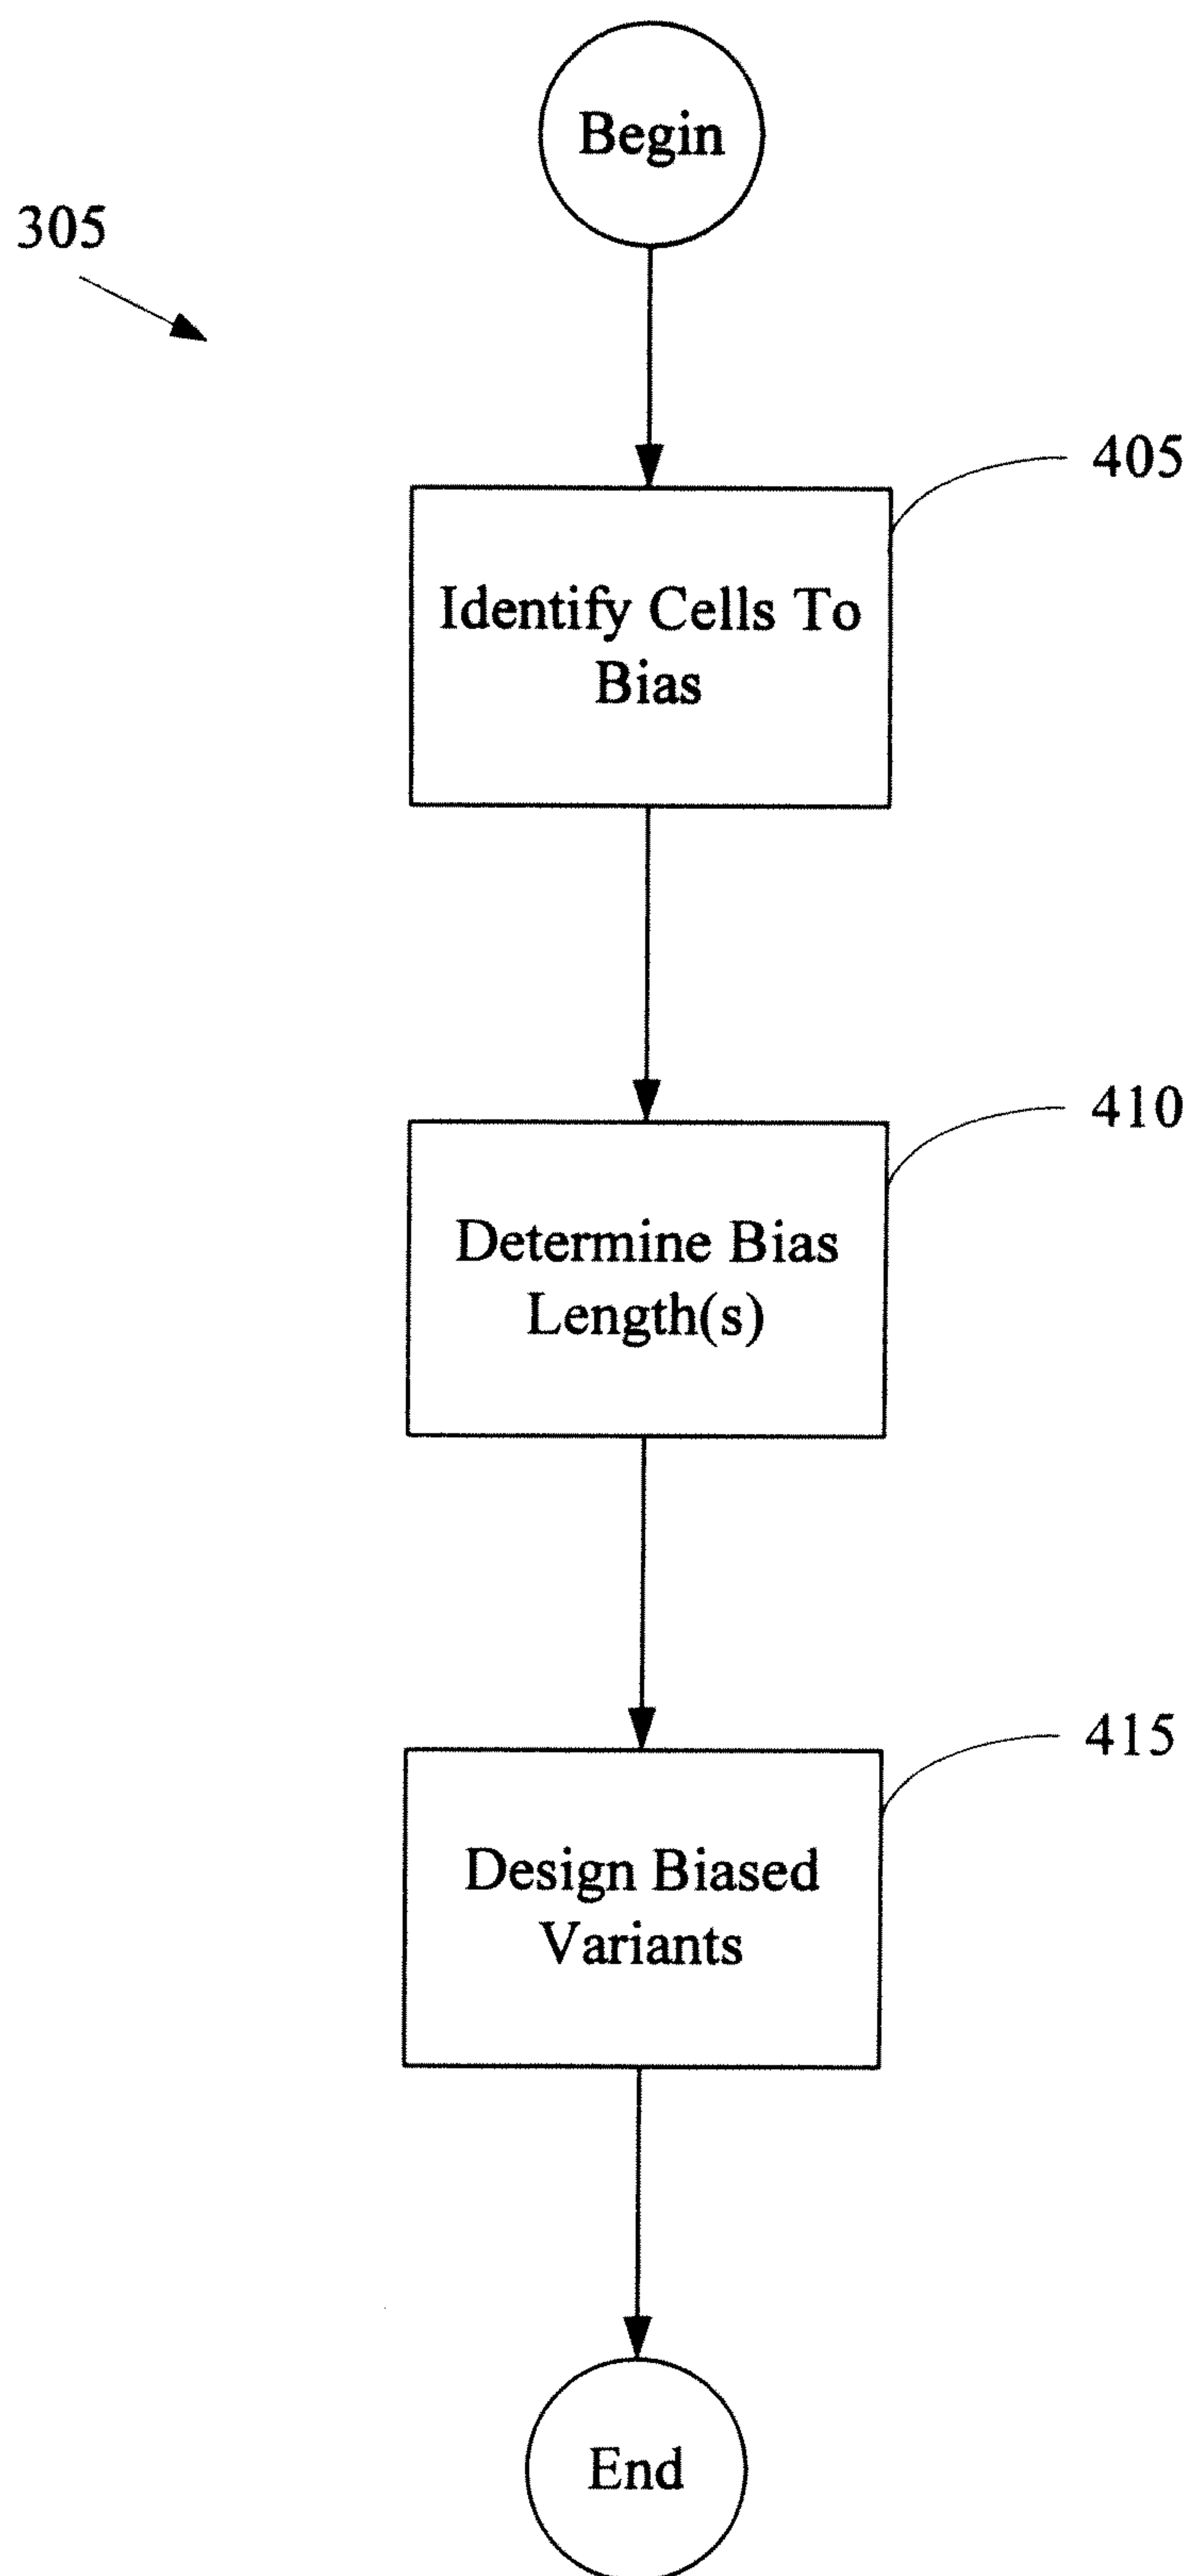 Begin
305
405
Identify Cells To
Bias
410
Determine Bias
Length(s)
415
Design Biased
Variants
End